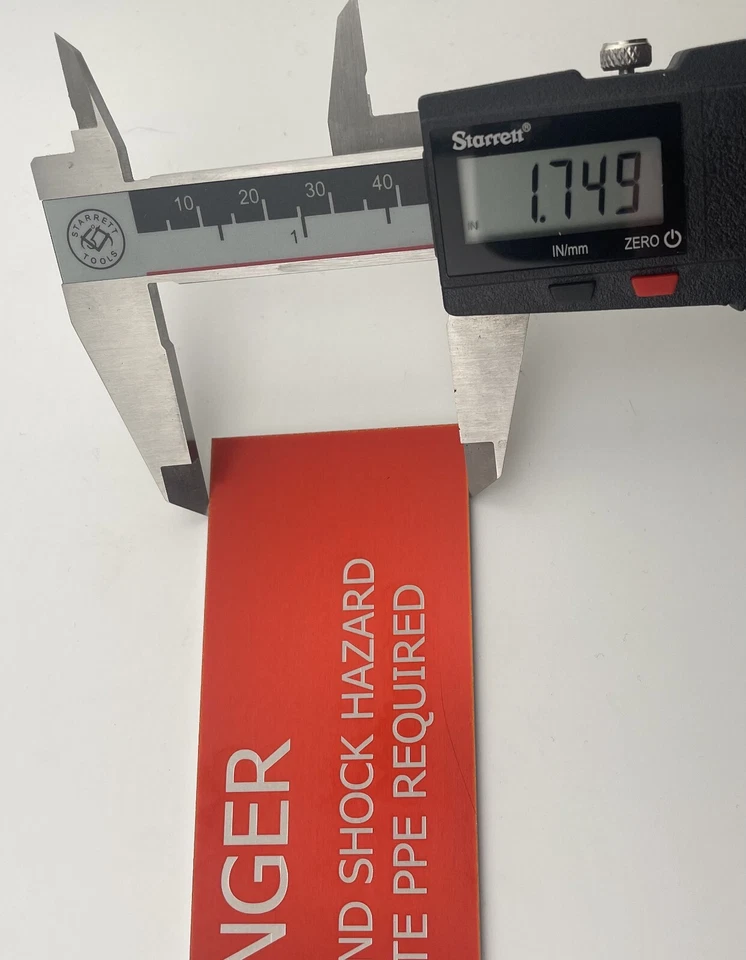 Starrett®
1.749
IN
IN/mm
ZERO
STARRETT
TOOLS
10 20 30 40
1
NGER
ND SHOCK HAZARD
TE PPE REQUIRED